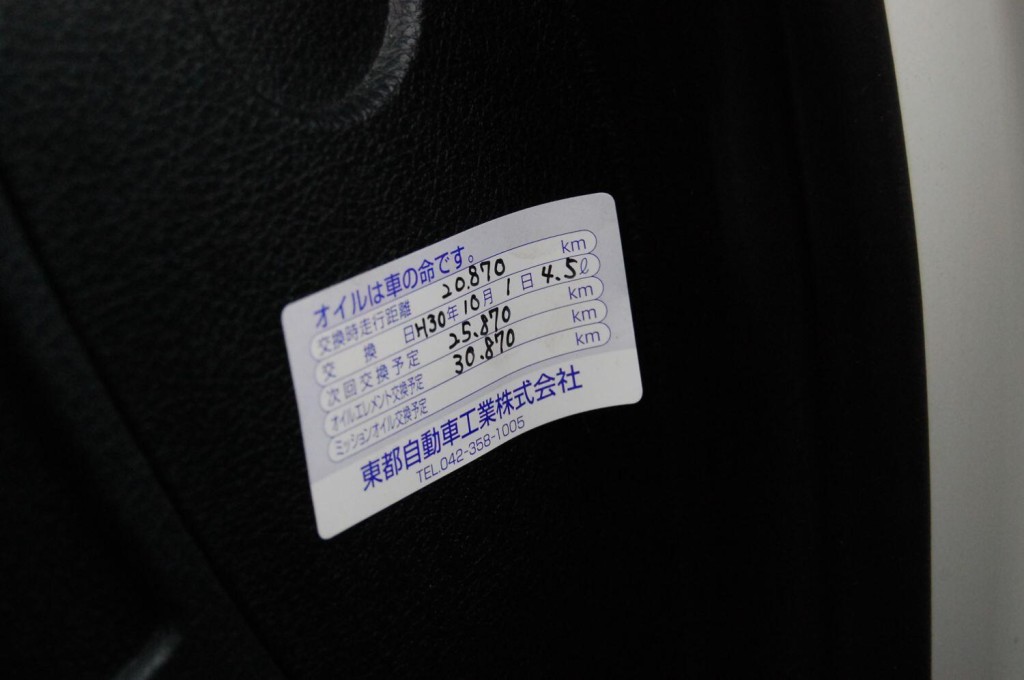 オイルは車の命です。
交換時走行距離 20.870 km
交換日 H30年10月1日 4.5ℓ
次回交換予定 25.870 km
オイルエレメント交換予定 30.870 km
ミッションオイル交換予定 km
東都自動車工業株式会社
TEL.042-358-1005